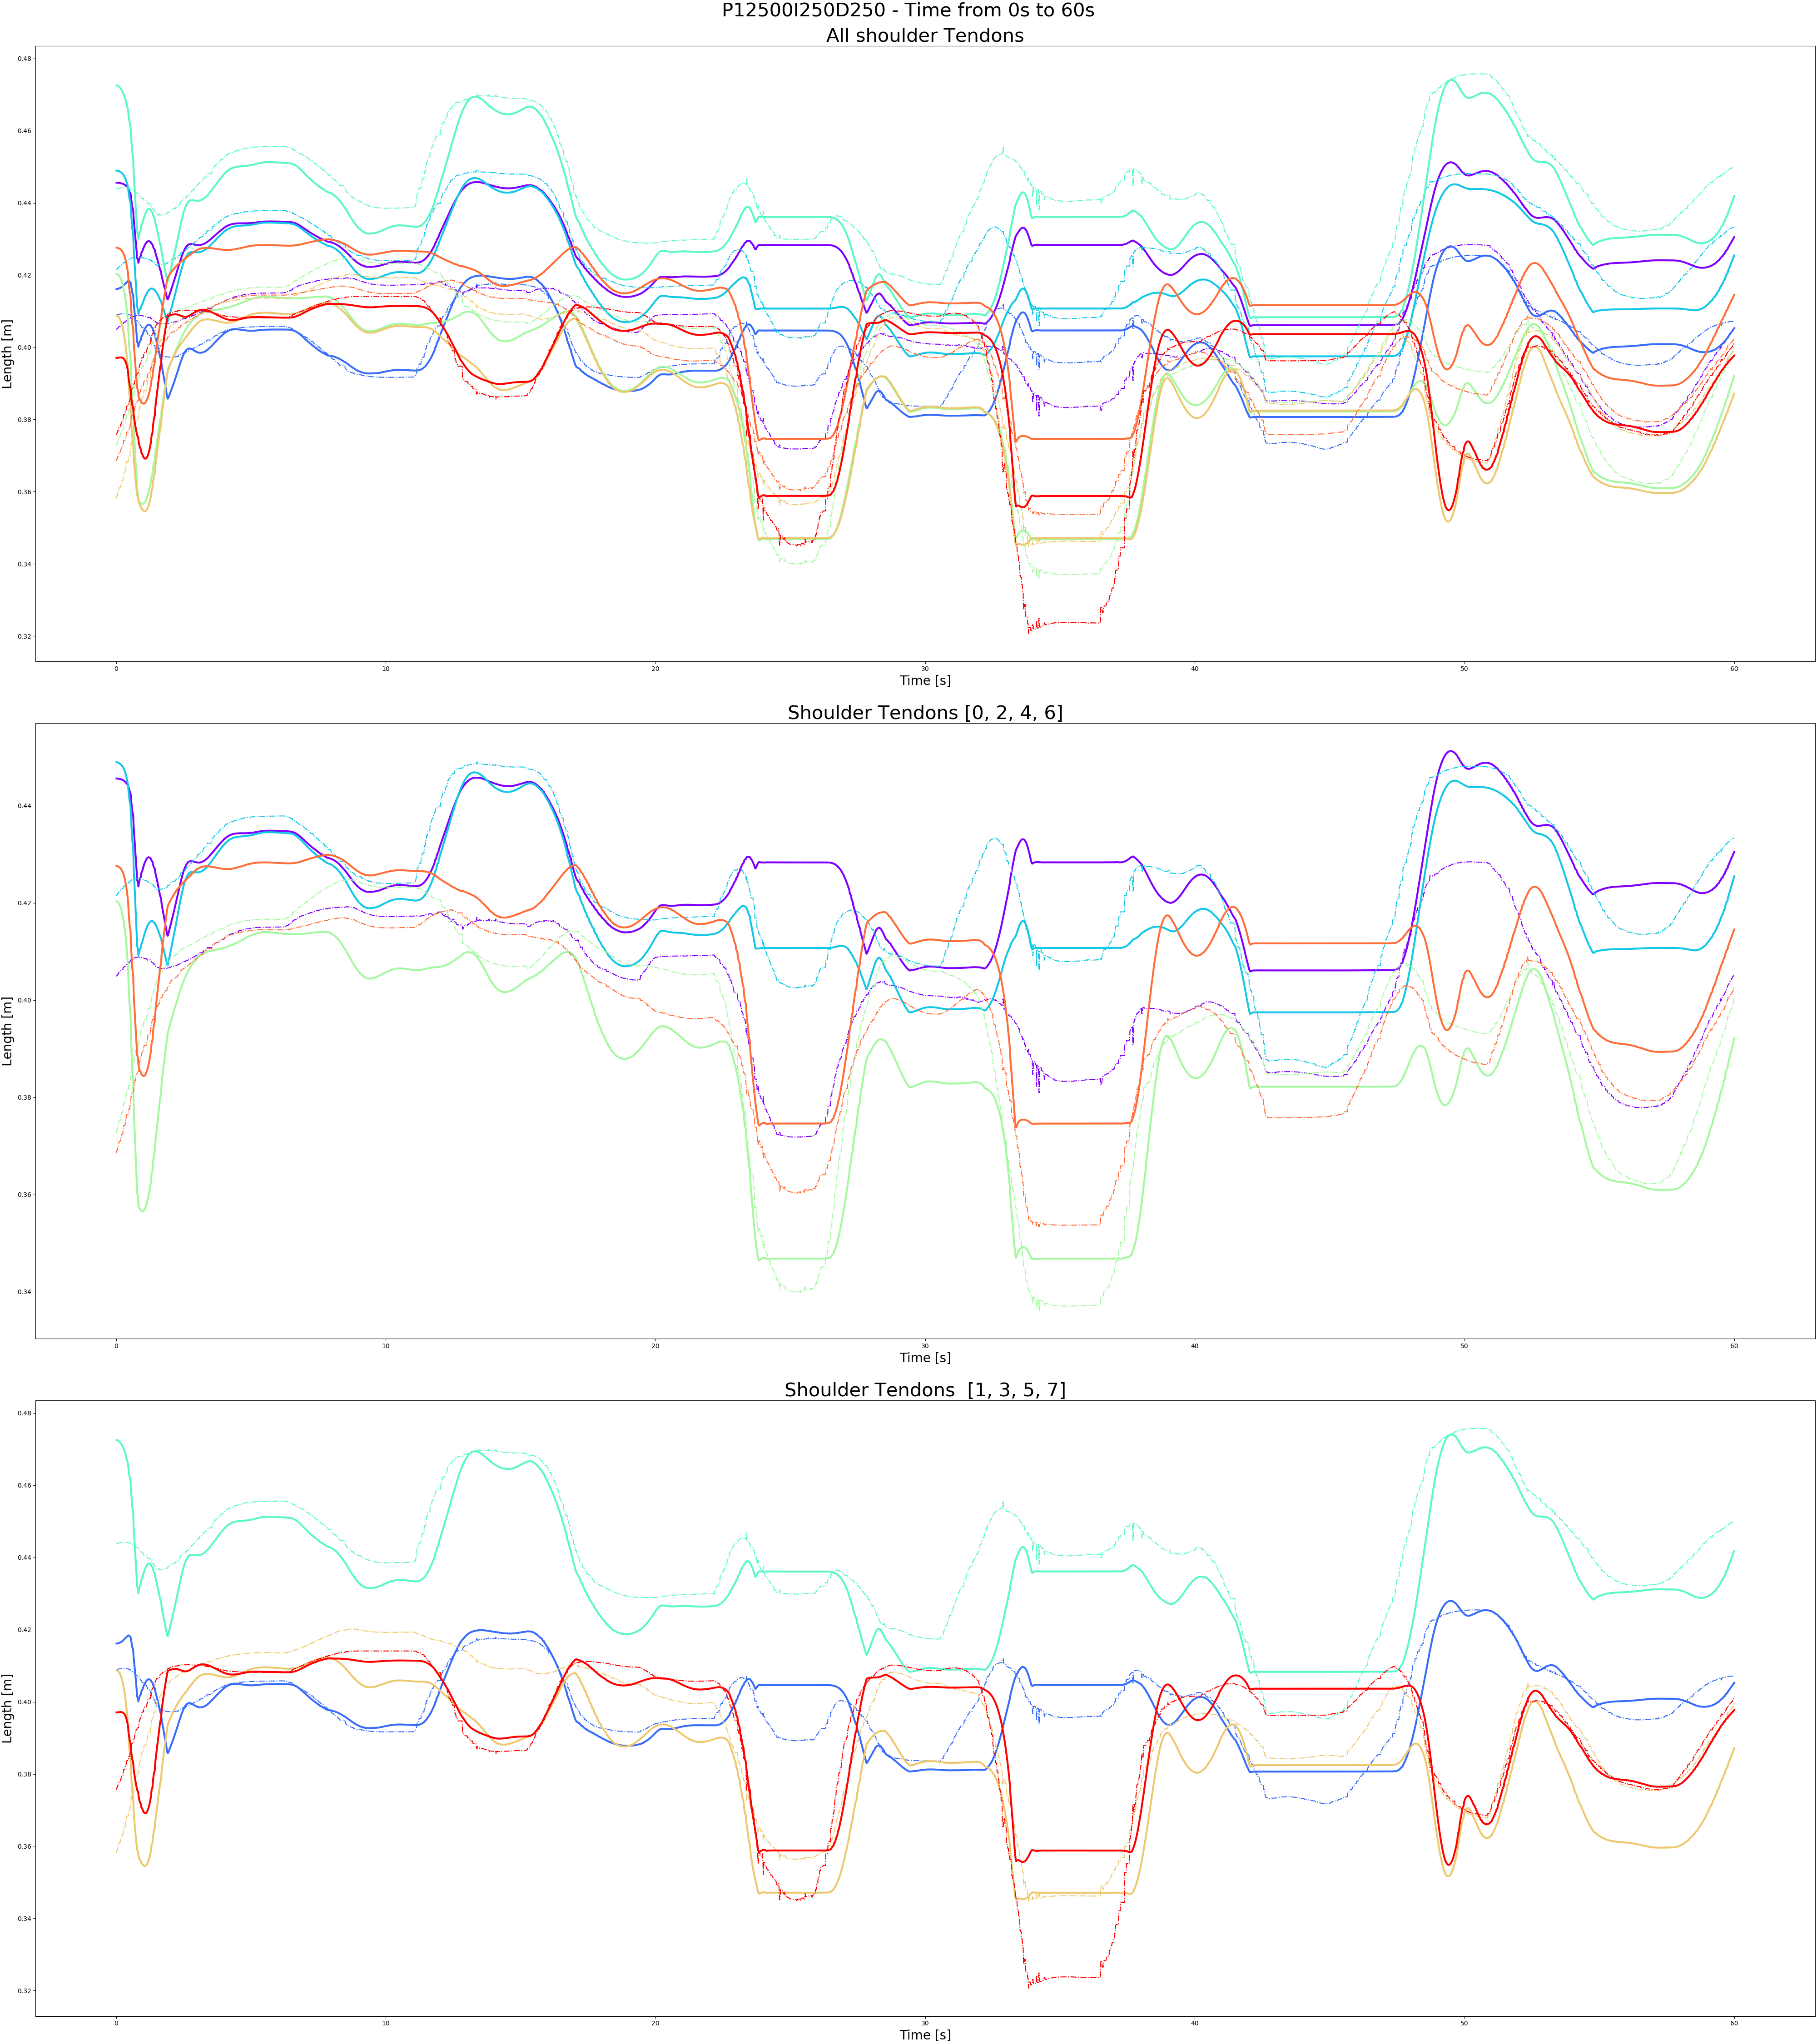 P12500I250D250 - Time from 0s to 60s
All shoulder Tendons
0.48
0.46
0.44
0.42
0.40
0.38
0.36
0.34
0.32
Length [m]
0 10 20 30 40 50 60
Time [s]
Shoulder Tendons [0, 2, 4, 6]
0.44
0.42
0.40
0.38
0.36
0.34
Length [m]
0 10 20 30 40 50 60
Time [s]
Shoulder Tendons  [1, 3, 5, 7]
0.48
0.46
0.44
0.42
0.40
0.38
0.36
0.34
0.32
Length [m]
0 10 20 30 40 50 60
Time [s]